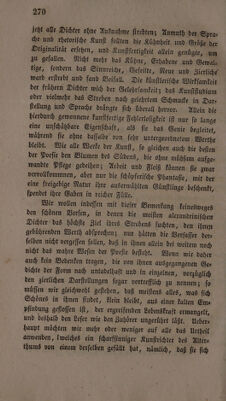 270
jetzt alle Dichter ohne Ausnahme strebten; Anmuth der Spra-
che und rhetorische Kunst sollten die Kühnheit und Größe der
Originalität ersetzen, und Kunstfertigkeit allein genügte, um
zu gefallen. Nicht mehr das Kühne, Erhabene und Gewal-
tige, sondern das Sinnreiche, Gefeilte, Neue und Zierliche
ward erstrebt und fand Beifall. Die künstlerische Wirksamkeit
der frühern Dichter wich der Gelehrtendichtung; das Kunststudium
oder vielmehr das Streben nach gelehrtem Schmucke in Dar-
stellung und Sprache drängte sich überall hervor. Allein für
sich bestehende kunstfertige Fehlerlosigkeit ist nur so lange
eine unschätzbare Eigenschaft, als sie das Genie begleitet,
während sie ohne dasselbe von sehr untergeordnetem Werthe
bleibt. Wie alle Werke der Kunst, so gleichen auch die besten
der Poesie den Blumen des Südens, die ohne mühsam aufge-
wandte Pflege gedeihen; Arbeit und Fleiß können sie zwar
vermehren, aber nur die schöpferische Phantasie, mit der
eine freigebige Natur ihre auserwählten Günstlinge beschenkt,
spendet ihre Gaben in reicher Fülle.
Wir wollen indessen mit dieser Bemerkung keineswegs
den schönen Versen, in denen die meisten alexandrinischen
Dichter das höchste Ziel ihres Strebens suchten, den ihnen
gebührenden Werth absprechen; nur hätten die Verfasser der-
selben nicht wähnen sollen, daß in ihnen allein des weitern noch
nicht das wahre Wesen der Poesie besteht. Wenn wir daher
auch kein Bedenken tragen, die von ihnen ausgegangenen Ge-
dichte der Form nach untadelhaft und in einzelnen, vorzüglich
den zierlichen Darstellungen sogar vortrefflich zu nennen; so
müssen wir gleichwohl gestehen, daß meistens alles, was sich
Schönes in ihnen findet, klein bleibt, aus einer kalten Em-
pfindung geflossen ist, der ergreifenden Lebenskraft ermangelt,
und deshalb Leser wie den Zuhörer ungerührt läßt. Ueber-
haupt möchten wir mehr oder weniger auf alle das Urtheil
anwenden, welches ein scharfsinniger Kunstrichter des Alter-
thums von einem derselben gefällt hat, nämlich, daß sie sich